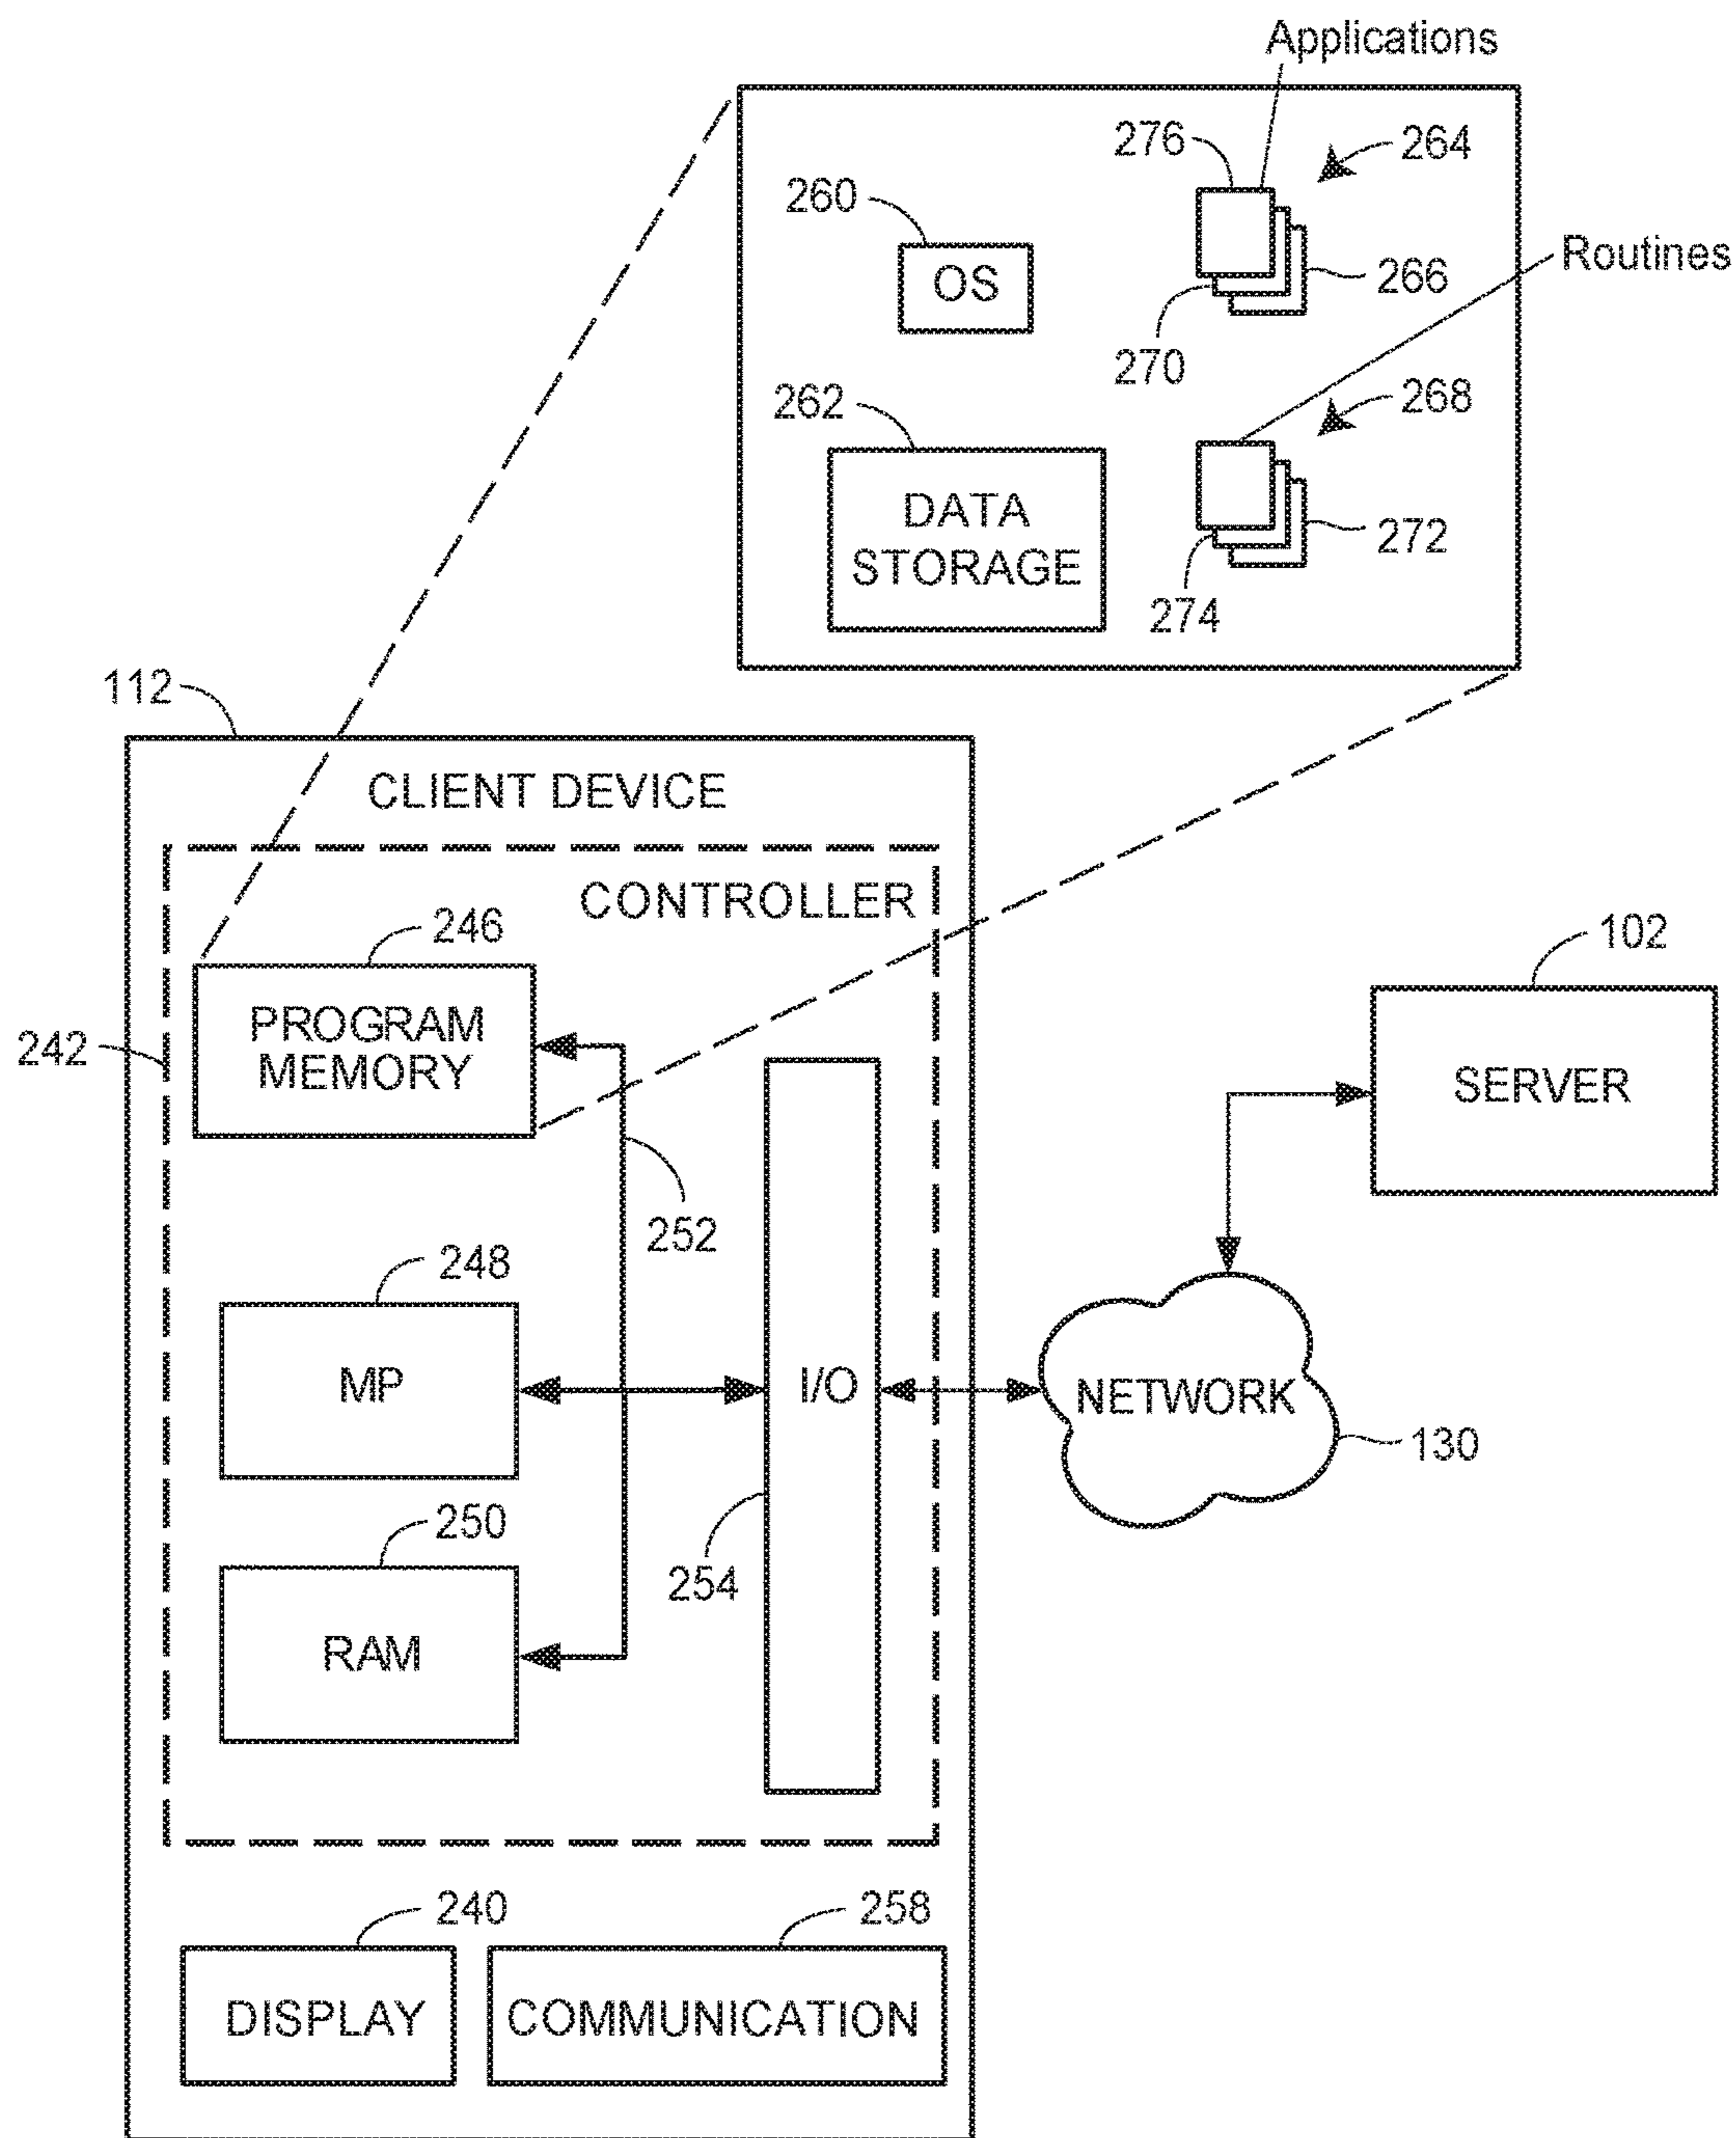 Applications
276
264
260
OS
Routines
266
270
262
268
DATA
STORAGE
272
274
112
CLIENT DEVICE
CONTROLLER
246
102
PROGRAM
MEMORY
242
SERVER
252
248
MP
I/O
NETWORK
130
250
254
RAM
240
258
DISPLAY
COMMUNICATION